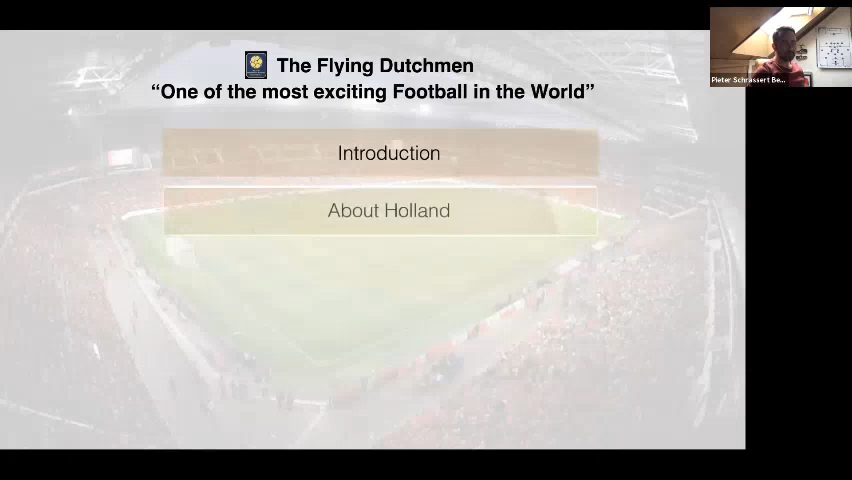 The Flying Dutchmen
“One of the most exciting Football in the World”
Introduction
About Holland
Pieter Schrassert Be...